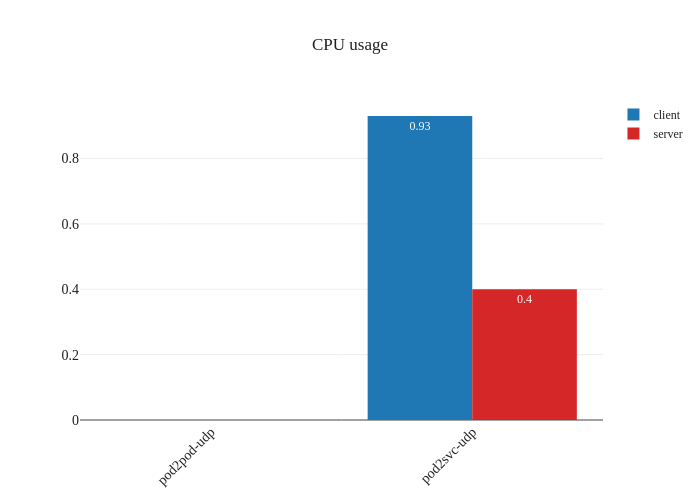 CPU usage
client
server
0.93
0.4
0.8
0.6
0.4
0.2
0
pod2pod-udp
pod2svc-udp